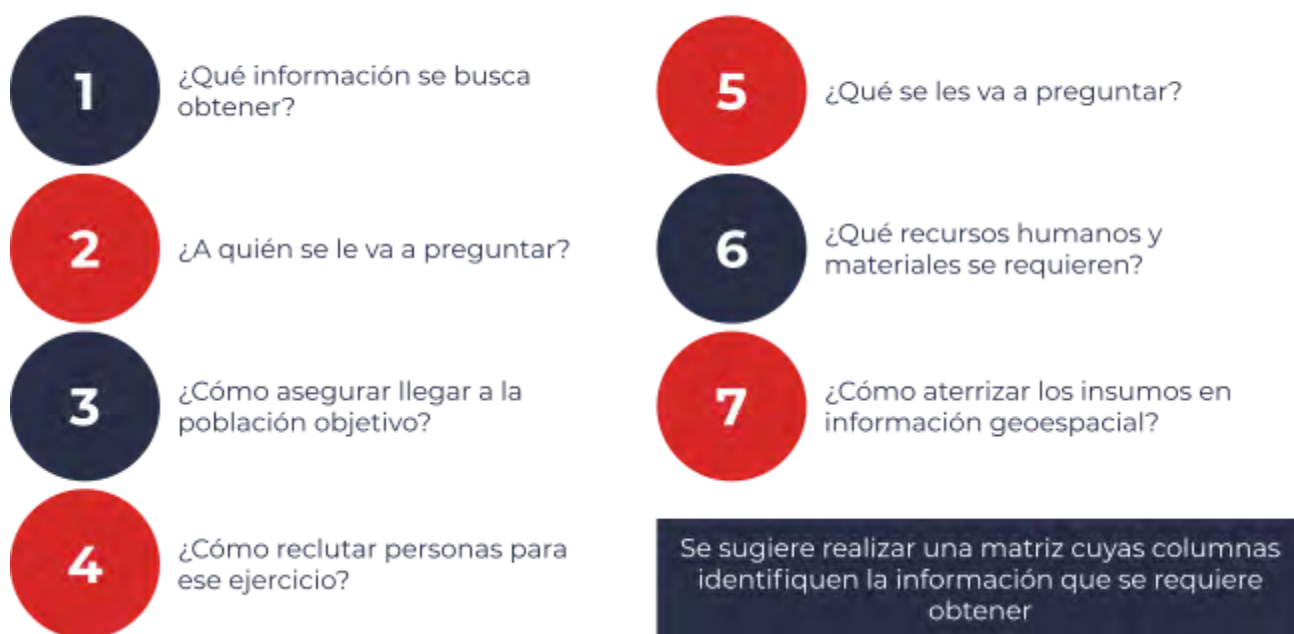 1
¿Qué información se busca
obtener?
2
¿A quién se le va a preguntar?
3
¿Cómo asegurar llegar a la
población objetivo?
4
¿Cómo reclutar personas para
ese ejercicio?
5
¿Qué se les va a preguntar?
6
¿Qué recursos humanos y
materiales se requieren?
7
¿Cómo aterrizar los insumos en
información geoespacial?
Se sugiere realizar una matriz cuyas columnas
identifiquen la información que se requiere
obtener